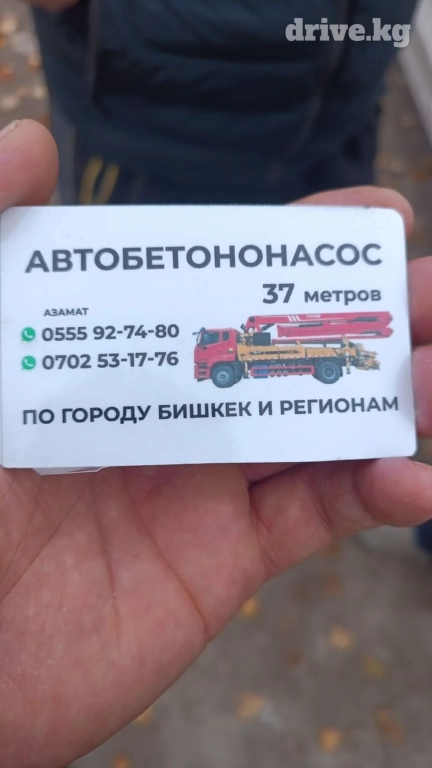 drive.kg
АВТОБЕТОНОНАСОС
37 метров
АЗАМАТ
0555 92-74-80
0702 53-17-76
ПО ГОРОДУ БИШКЕК И РЕГИОНАМ